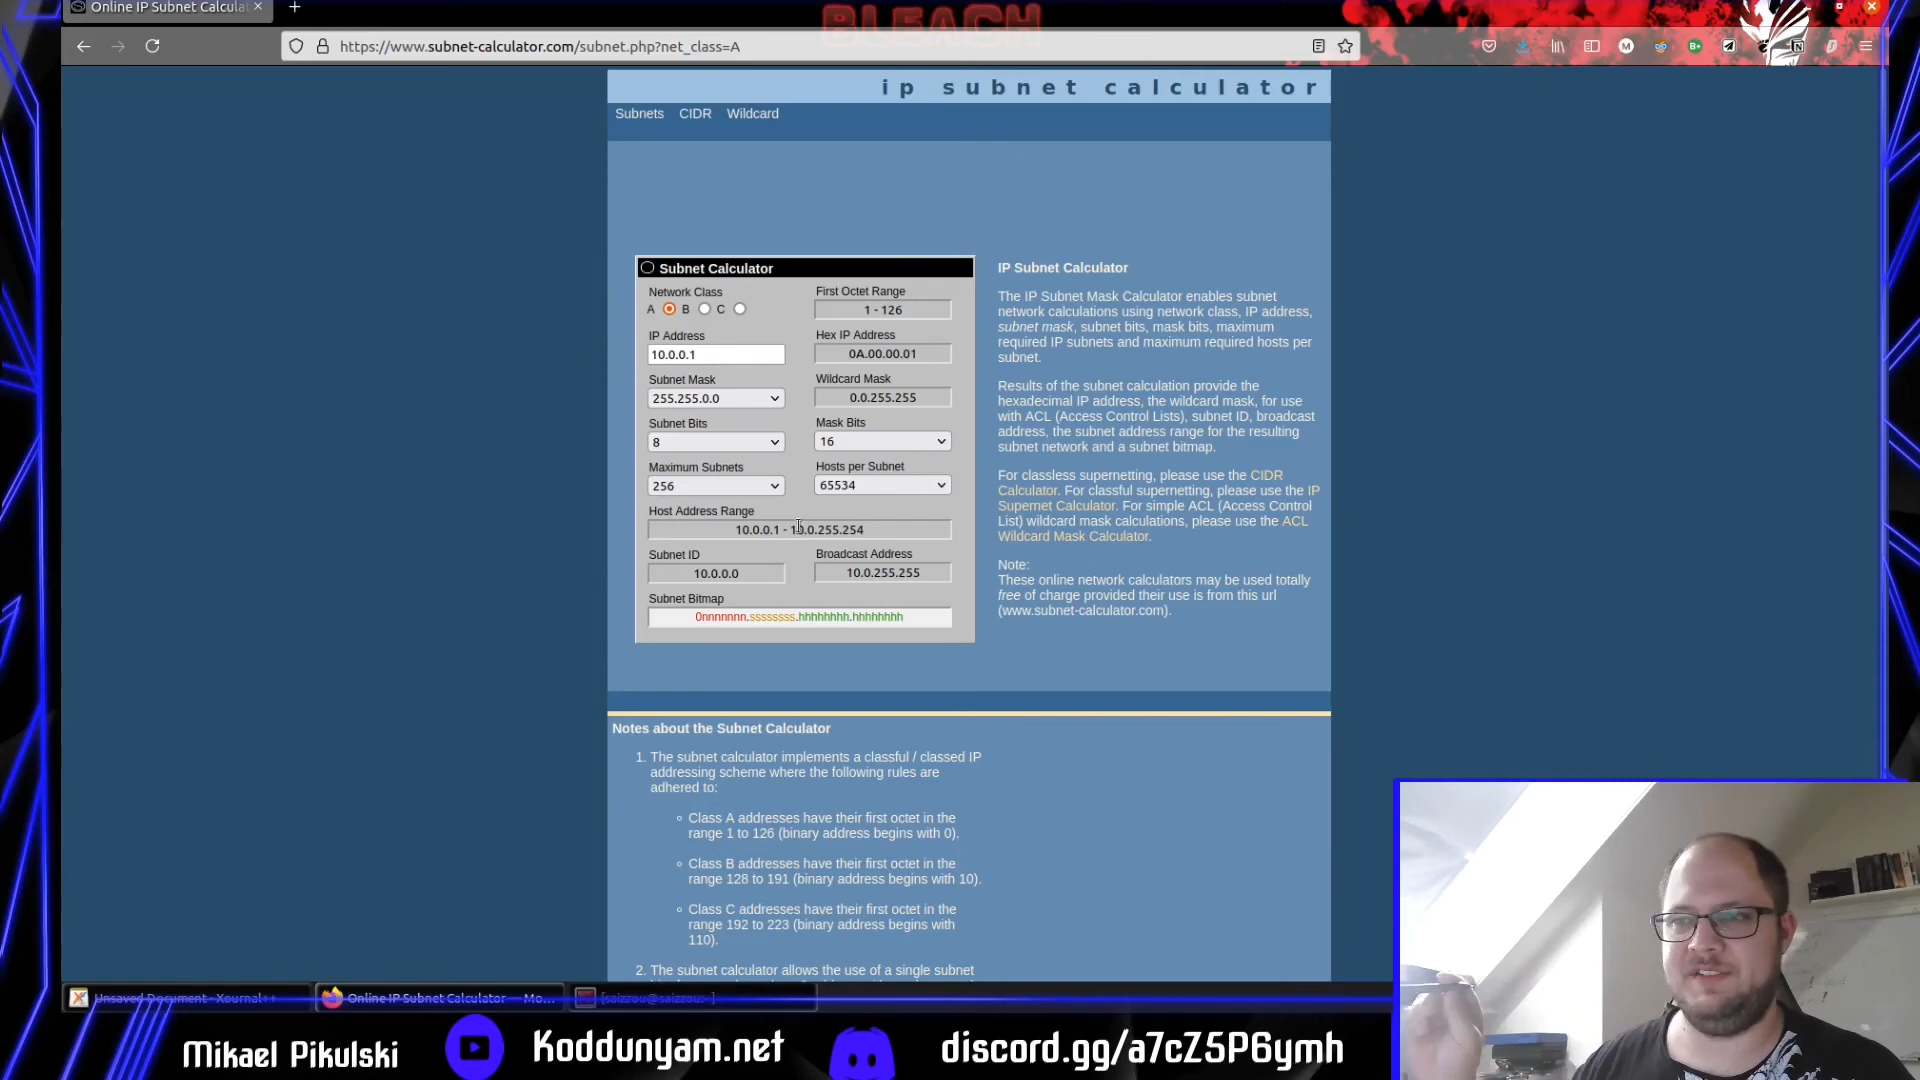 Online IP Subnet Calculat
BLEACH
https://www.subnet-calculator.com/subnet.php?net_class=A
ip subnet calculator
Subnets CIDR Wildcard
Subnet Calculator
Network Class
A B C
First Octet Range
1 - 126
IP Address
10.0.0.1
Hex IP Address
0A.00.00.01
Subnet Mask
255.255.0.0
Wildcard Mask
0.0.255.255
Subnet Bits
8
Mask Bits
16
Maximum Subnets
256
Hosts per Subnet
65534
Host Address Range
10.0.0.1 - 10.0.255.254
Subnet ID
10.0.0.0
Broadcast Address
10.0.255.255
Subnet Bitmap
0nnnnnnn.ssssssss.hhhhhhhh.hhhhhhhh
IP Subnet Calculator
The IP Subnet Mask Calculator enables subnet
network calculations using network class, IP address,
subnet mask, subnet bits, mask bits, maximum
required IP subnets and maximum required hosts per
subnet.
Results of the subnet calculation provide the
hexadecimal IP address, the wildcard mask, for use
with ACL (Access Control Lists), subnet ID, broadcast
address, the subnet address range for the resulting
subnet network and a subnet bitmap.
For classless supernetting, please use the CIDR
Calculator. For classful supernetting, please use the IP
Supernet Calculator. For simple ACL (Access Control
List) wildcard mask calculations, please use the ACL
Wildcard Mask Calculator.
Note:
These online network calculators may be used totally
free of charge provided their use is from this url
(www.subnet-calculator.com).
Notes about the Subnet Calculator
1. The subnet calculator implements a classful / classed IP
addressing scheme where the following rules are
adhered to:
Class A addresses have their first octet in the
range 1 to 126 (binary address begins with 0).
Class B addresses have their first octet in the
range 128 to 191 (binary address begins with 10).
Class C addresses have their first octet in the
range 192 to 223 (binary address begins with
110).
2. The subnet calculator allows the use of a single subnet
Unsaved Document - Xournal++
Online IP Subnet Calculator — Mo...
[saizzou@saizzou:~]
Mikael Pikulski
Koddunyam.net
discord.gg/a7cZ5P6ymh